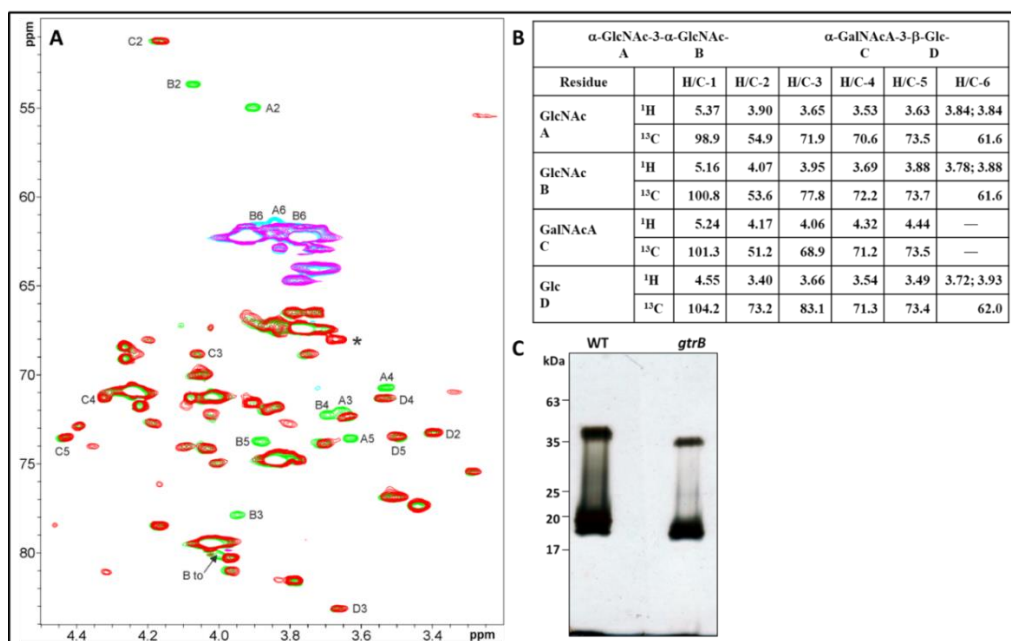 ppm
A
C2
B2
A2
B6 A6 B6
*
C3
A4
C4
B4 A3
D4
C5
B5
A5
D5
D2
B3
B to
D3
4.4 4.2 4.0 3.8 3.6 3.4 ppm
55
60
65
70
75
80
B
α-GlcNAc-3-α-GlcNAc- α-GalNAcA-3-β-Glc-
A B C D
Residue H/C-1 H/C-2 H/C-3 H/C-4 H/C-5 H/C-6
GlcNAc A ¹H 5.37 3.90 3.65 3.53 3.63 3.84; 3.84
¹³C 98.9 54.9 71.9 70.6 73.5 61.6
GlcNAc B ¹H 5.16 4.07 3.95 3.69 3.88 3.78; 3.88
¹³C 100.8 53.6 77.8 72.2 73.7 61.6
GalNAcA C ¹H 5.24 4.17 4.06 4.32 4.44 —
¹³C 101.3 51.2 68.9 71.2 73.5 —
Glc D ¹H 4.55 3.40 3.66 3.54 3.49 3.72; 3.93
¹³C 104.2 73.2 83.1 71.3 73.4 62.0
C
WT gtrB
kDa
63
35
25
20
17